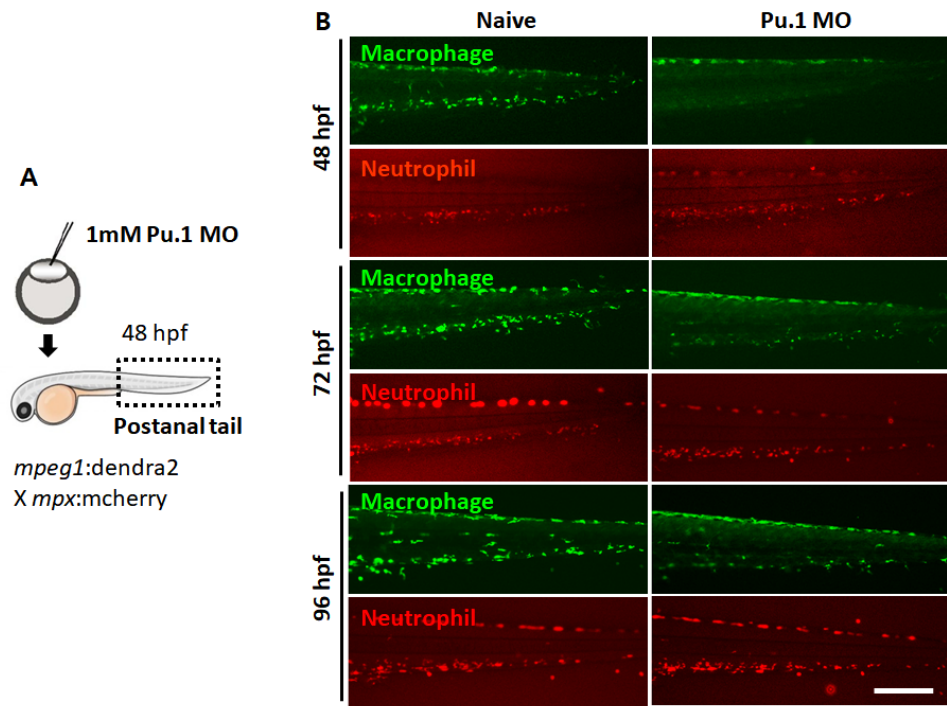 A
1mM Pu.1 MO
48 hpf
Postanal tail
mpeg1:dendra2
X mpx:mcherry
B
Naive
Pu.1 MO
48 hpf
Macrophage
Neutrophil
72 hpf
Macrophage
Neutrophil
96 hpf
Macrophage
Neutrophil